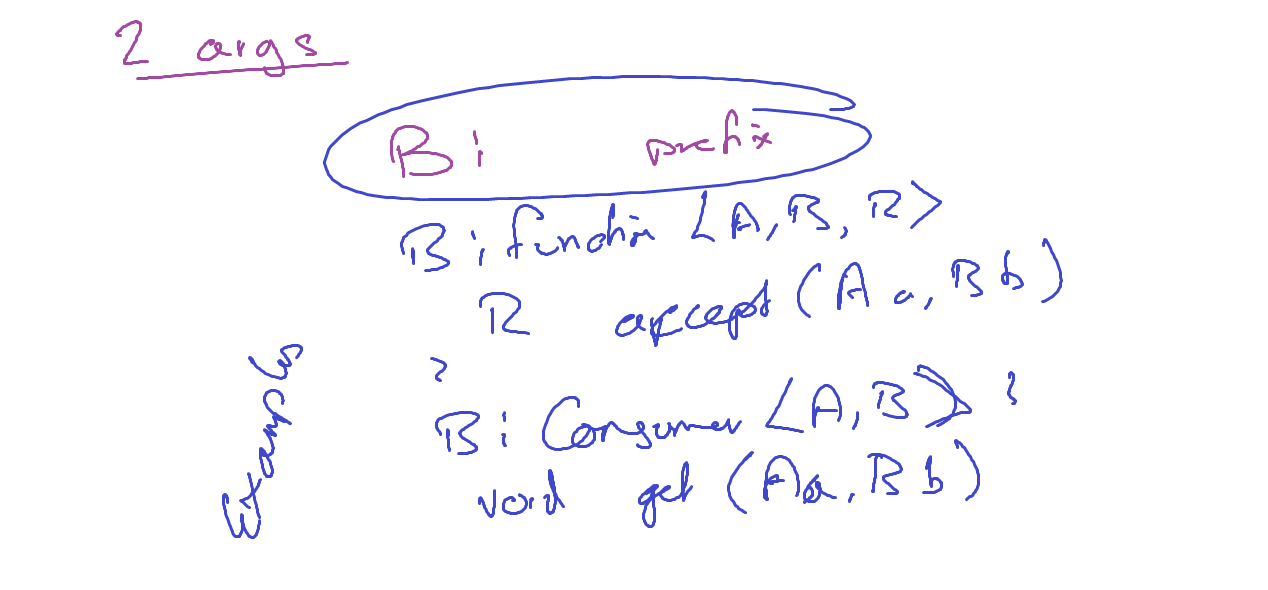 2 args
Bi prefix
Bifunction <A, B, R>
R accept (A a, B b)
}
Bi Consumer <A, B> {
void get (A a, B b)
Examples